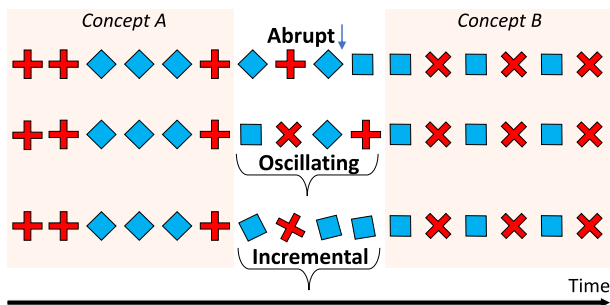 Concept A
Concept B
Abrupt
Oscillating
Incremental
Time